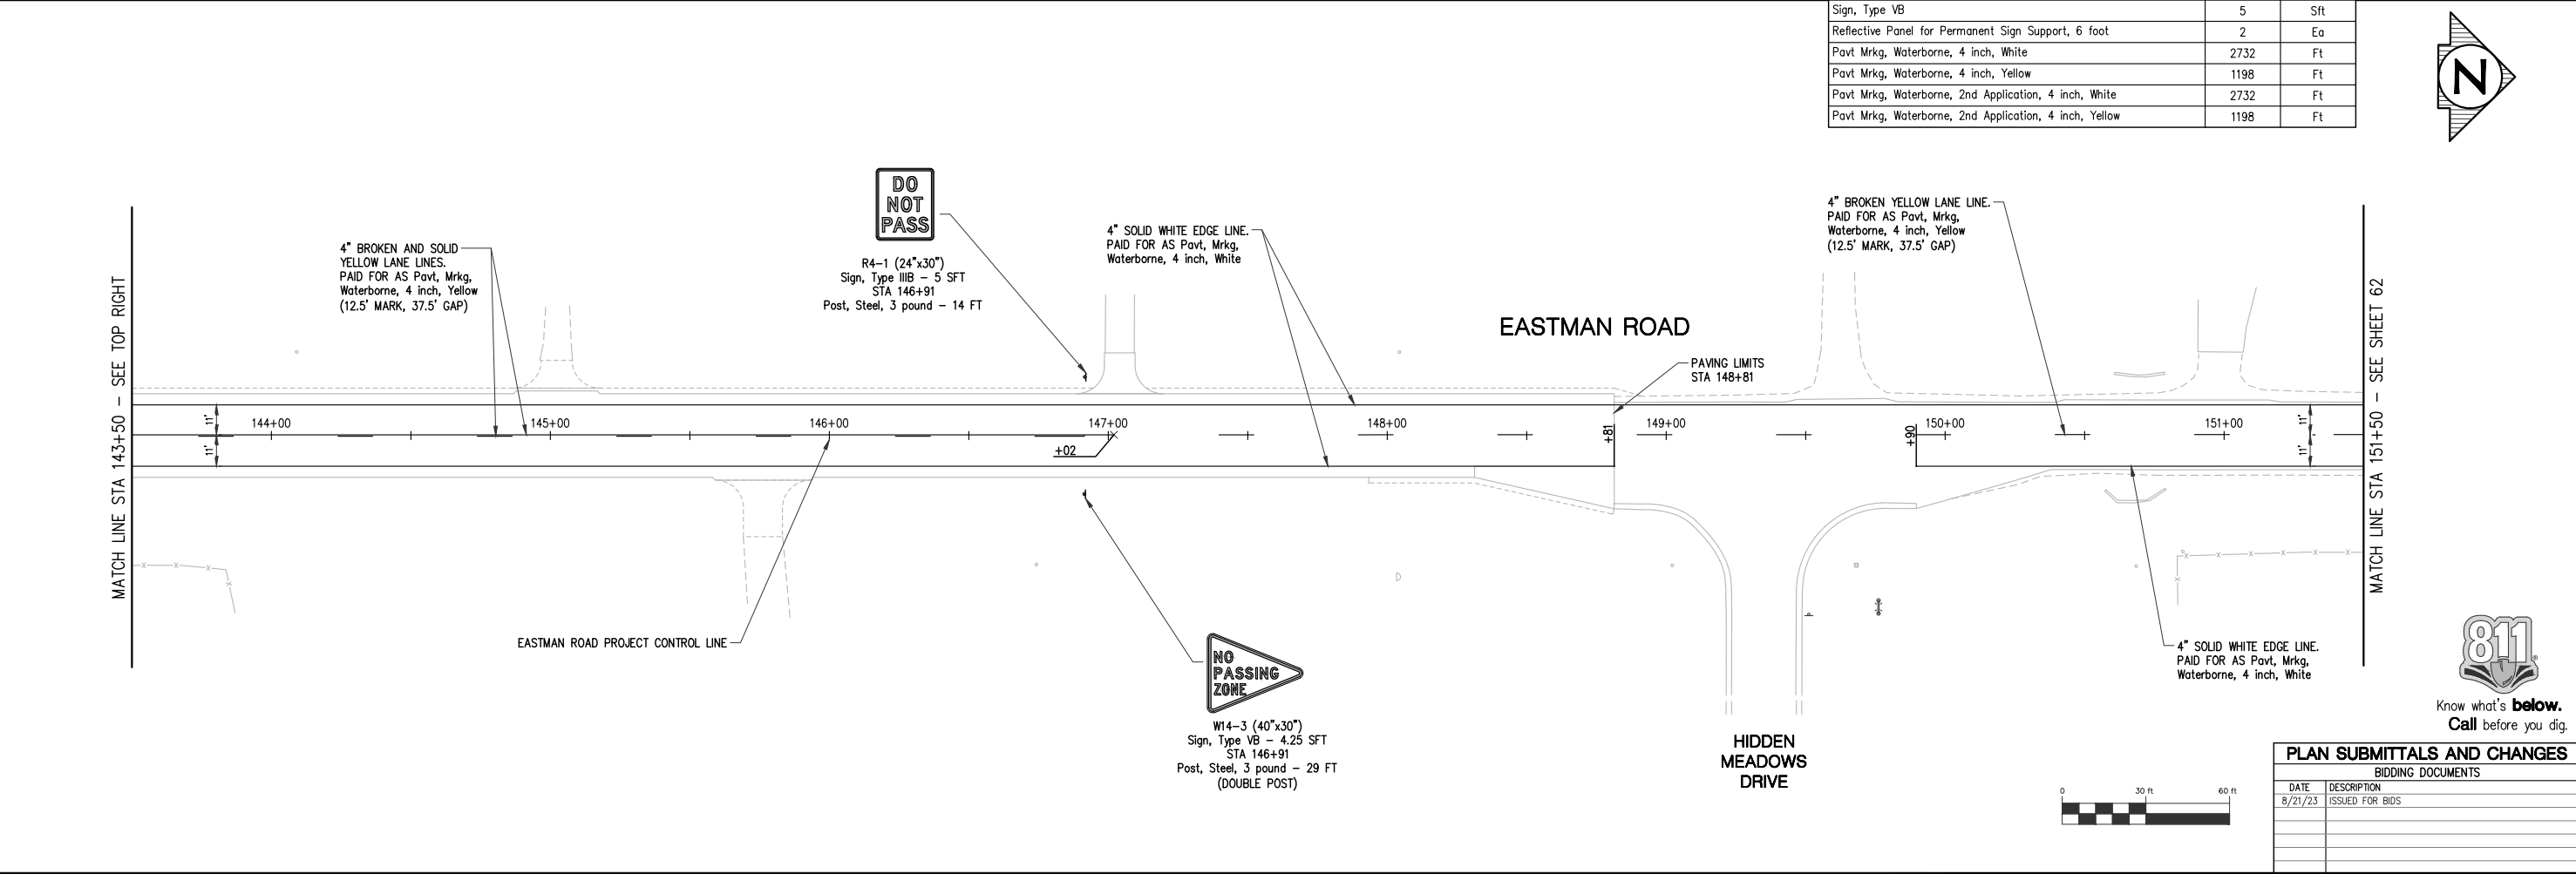 Sign, Type VB 5 Sft
Reflective Panel for Permanent Sign Support, 6 foot 2 Ea
Pavt Mrkg, Waterborne, 4 inch, White 2732 Ft
Pavt Mrkg, Waterborne, 4 inch, Yellow 1198 Ft
Pavt Mrkg, Waterborne, 2nd Application, 4 inch, White 2732 Ft
Pavt Mrkg, Waterborne, 2nd Application, 4 inch, Yellow 1198 Ft
N
MATCH LINE STA 143+50 – SEE TOP RIGHT
4" BROKEN AND SOLID
YELLOW LANE LINES.
PAID FOR AS Pavt, Mrkg,
Waterborne, 4 inch, Yellow
(12.5' MARK, 37.5' GAP)
DO
NOT
PASS
R4-1 (24"x30")
Sign, Type IIIB – 5 SFT
STA 146+91
Post, Steel, 3 pound – 14 FT
4" SOLID WHITE EDGE LINE.
PAID FOR AS Pavt, Mrkg,
Waterborne, 4 inch, White
EASTMAN ROAD
PAVING LIMITS
STA 148+81
4" BROKEN YELLOW LANE LINE.
PAID FOR AS Pavt, Mrkg,
Waterborne, 4 inch, Yellow
(12.5' MARK, 37.5' GAP)
MATCH LINE STA 151+50 – SEE SHEET 62
11'
11'
144+00
145+00
146+00
147+00
148+00
149+00
150+00
151+00
+02
+81
+90
11'
11'
EASTMAN ROAD PROJECT CONTROL LINE
NO
PASSING
ZONE
W14-3 (40"x30")
Sign, Type VB – 4.25 SFT
STA 146+91
Post, Steel, 3 pound – 29 FT
(DOUBLE POST)
HIDDEN
MEADOWS
DRIVE
4" SOLID WHITE EDGE LINE.
PAID FOR AS Pavt, Mrkg,
Waterborne, 4 inch, White
0 30 ft 60 ft
811®
Know what's below.
Call before you dig.
PLAN SUBMITTALS AND CHANGES
BIDDING DOCUMENTS
DATE DESCRIPTION
8/21/23 ISSUED FOR BIDS